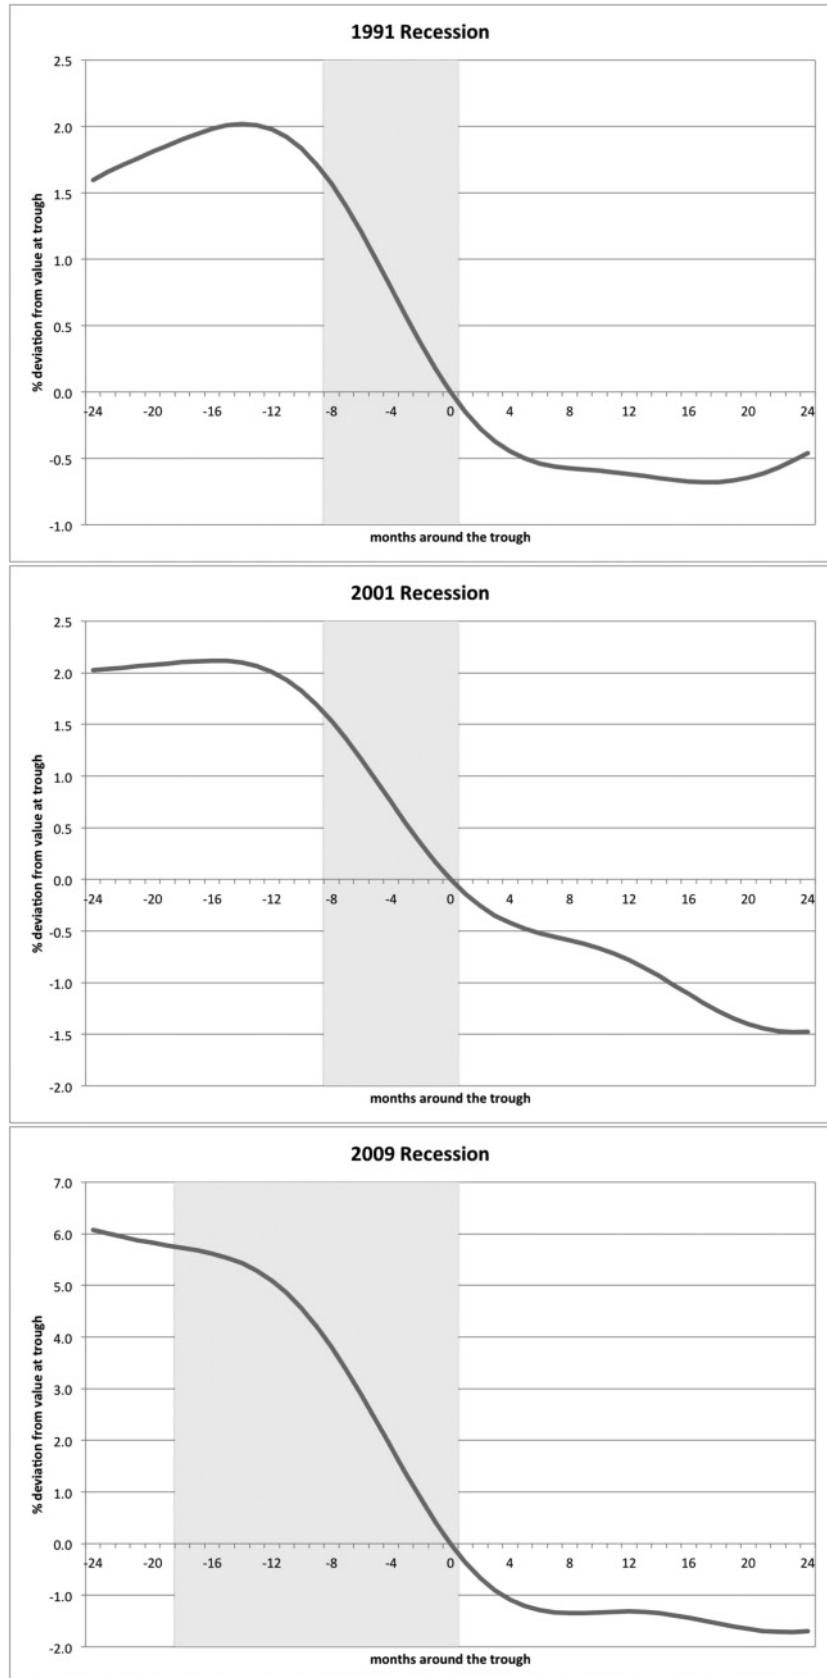 1991 Recession
% deviation from value at trough
2.5
2.0
1.5
1.0
0.5
0.0
-0.5
-1.0
-24 -20 -16 -12 -8 -4 0 4 8 12 16 20 24
months around the trough
2001 Recession
% deviation from value at trough
2.5
2.0
1.5
1.0
0.5
0.0
-0.5
-1.0
-1.5
-2.0
-24 -20 -16 -12 -8 -4 0 4 8 12 16 20 24
months around the trough
2009 Recession
% deviation from value at trough
7.0
6.0
5.0
4.0
3.0
2.0
1.0
0.0
-1.0
-2.0
-24 -20 -16 -12 -8 -4 0 4 8 12 16 20 24
months around the trough